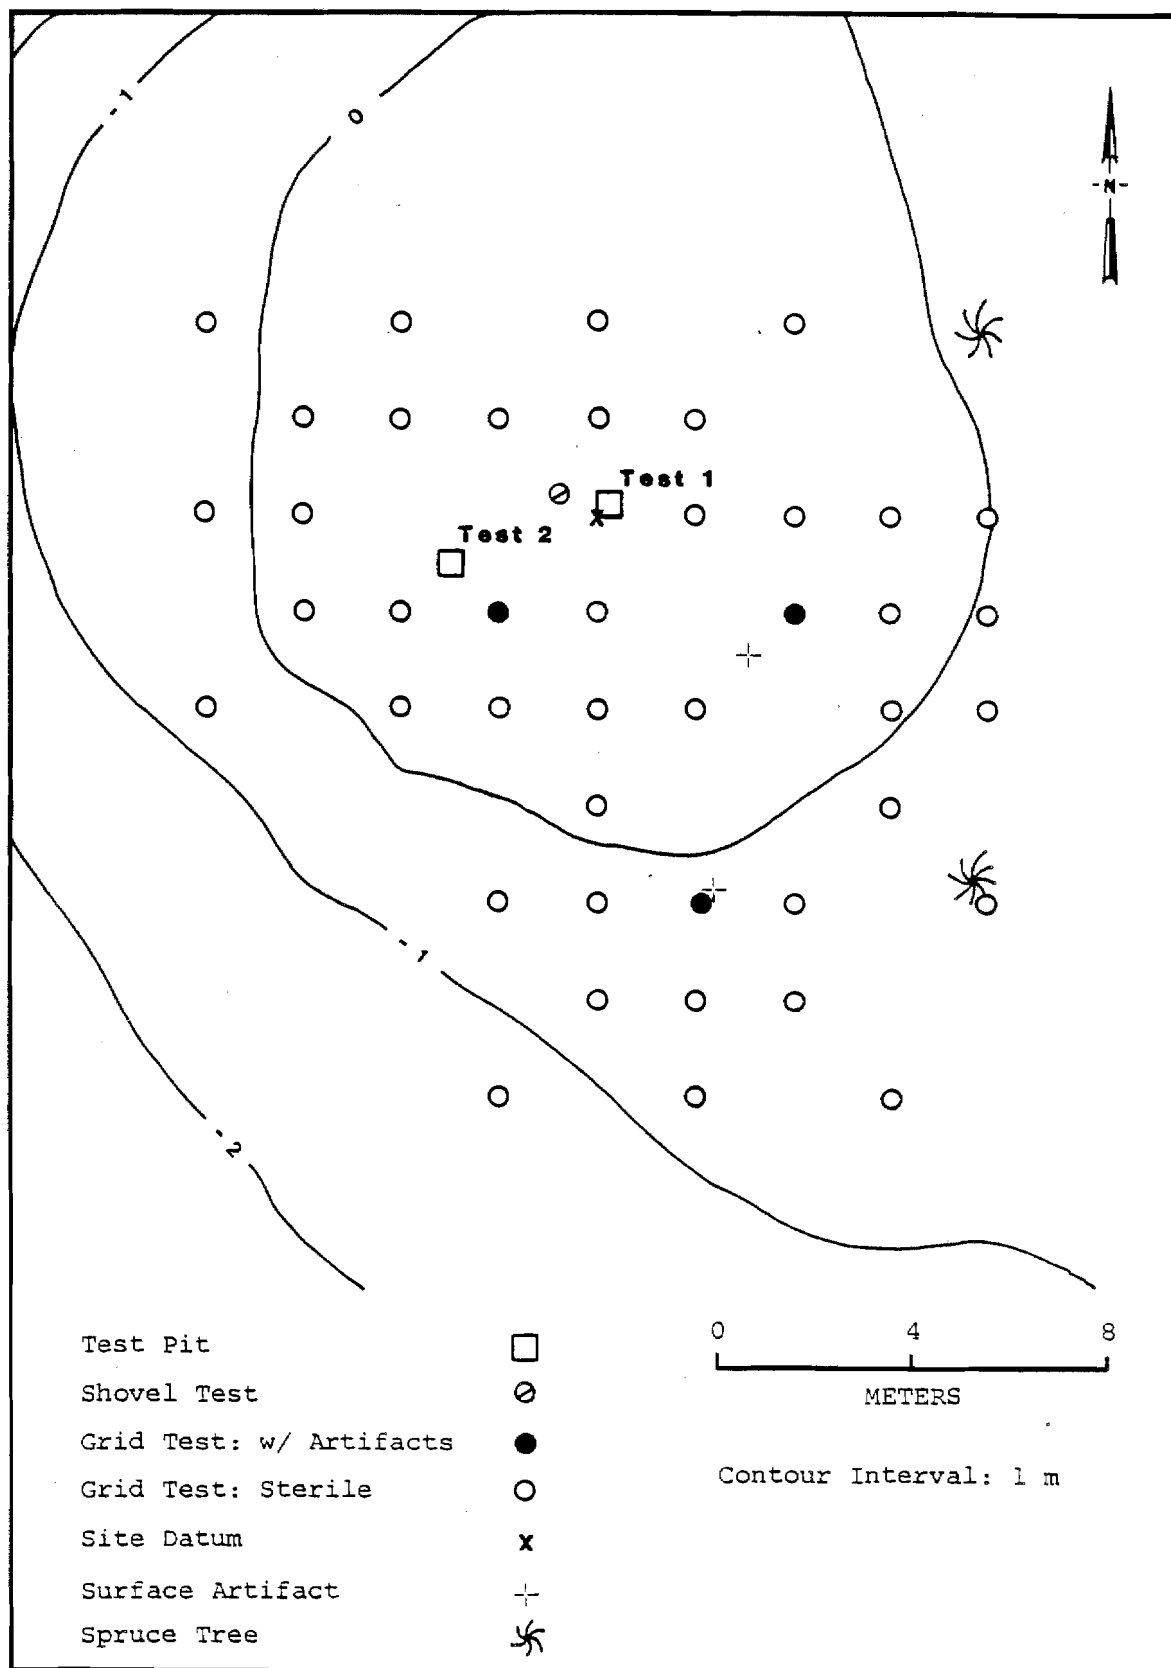 - 1
0
-N-
Test 1
Test 2
- 1
- 2
0 4 8
METERS
Contour Interval: 1 m
Test Pit
Shovel Test
Grid Test: w/ Artifacts
Grid Test: Sterile
Site Datum
Surface Artifact
Spruce Tree